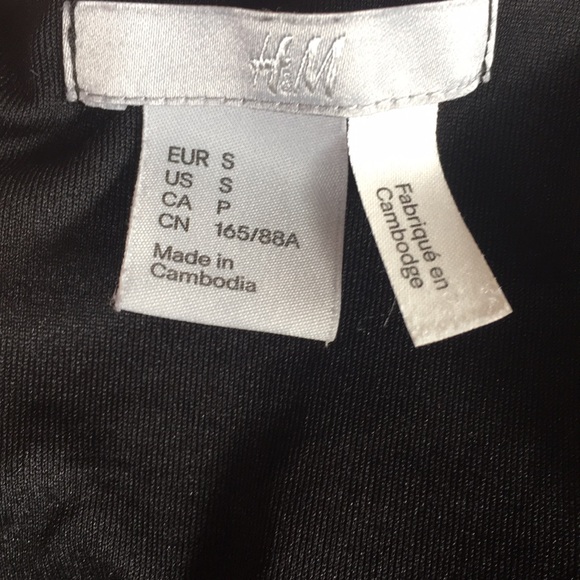 H&M
EUR S
US S
CA P
CN 165/88A
Made in
Cambodia
Fabriqué en
Cambodge